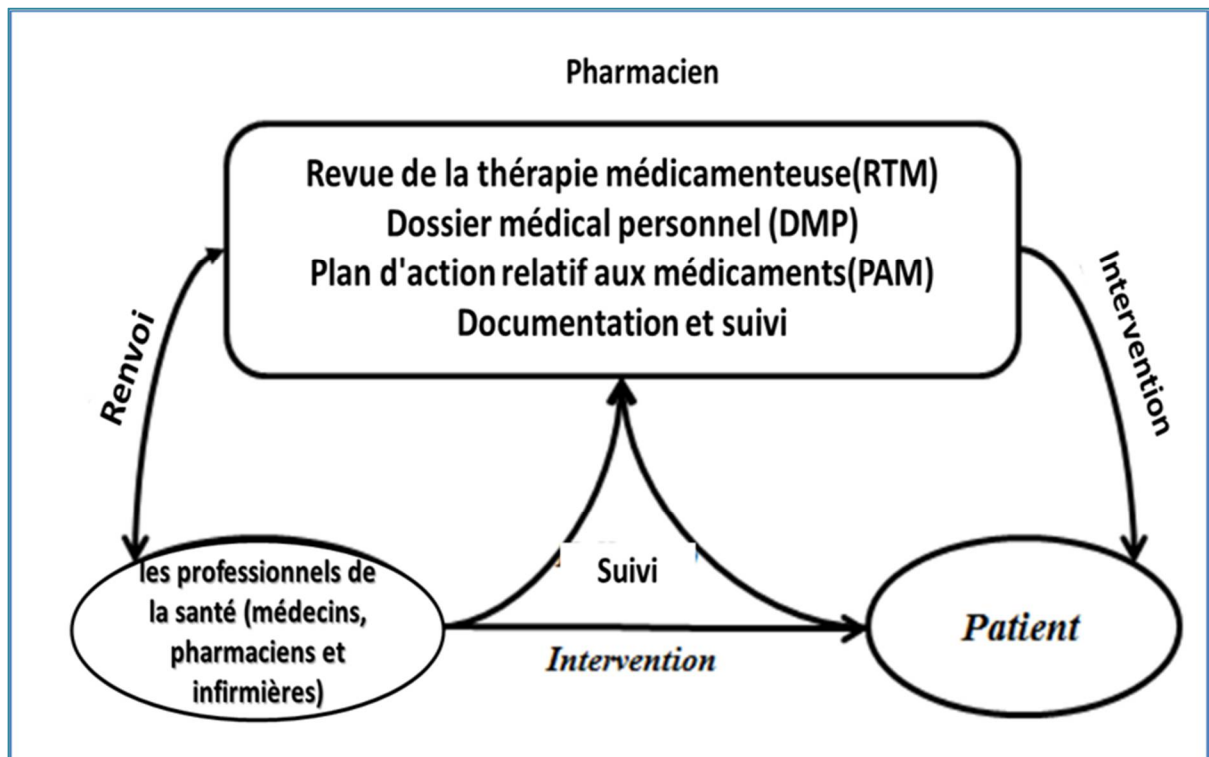 Pharmacien
Revue de la thérapie médicamenteuse(RTM)
Dossier médical personnel (DMP)
Plan d'action relatif aux médicaments(PAM)
Documentation et suivi
Renvoi
Intervention
les professionnels de
la santé (médecins,
pharmaciens et
infirmières)
Suivi
Intervention
Patient